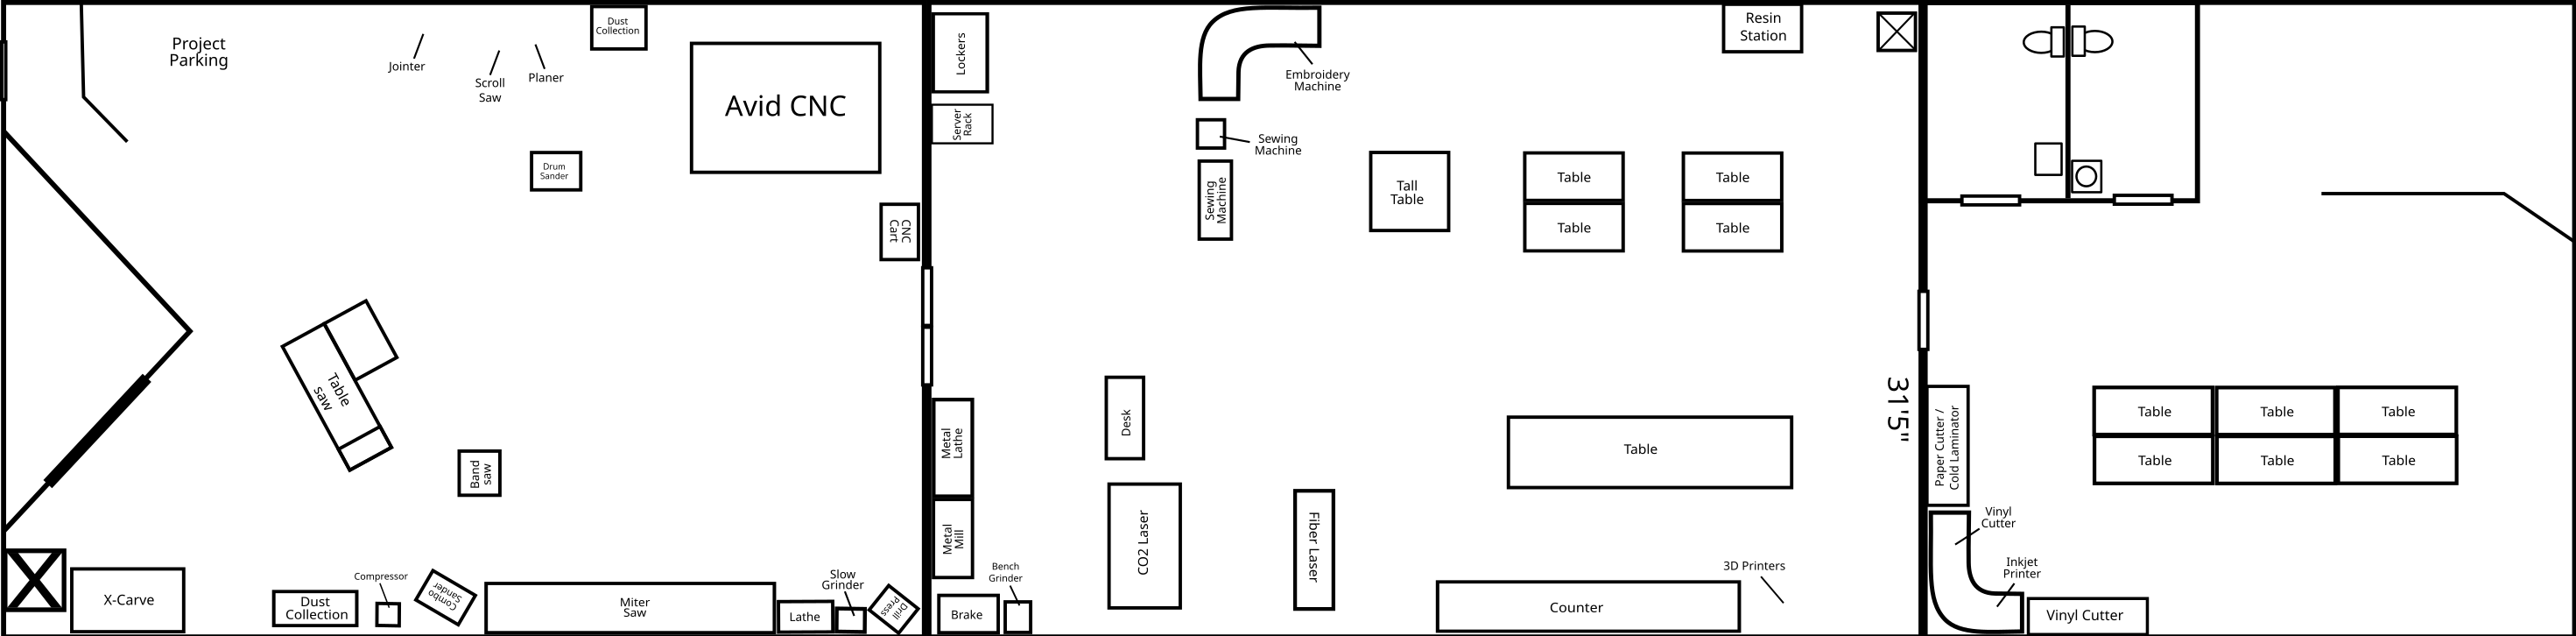 Project
Parking
Jointer
Scroll
Saw
Planer
Dust
Collection
Avid CNC
Drum
Sander
CNC
Cart
Table
saw
Band
saw
X-Carve
Dust
Collection
Compressor
Combo
Sander
Miter
Saw
Lathe
Slow
Grinder
Drill
Press
Lockers
Server
Rack
Embroidery
Machine
Sewing
Machine
Sewing
Machine
Tall
Table
Table
Table
Table
Table
Resin
Station
Metal
Lathe
Metal
Mill
Brake
Bench
Grinder
Desk
CO2 Laser
Fiber Laser
Table
Counter
3D Printers
31'5"
Paper Cutter /
Cold Laminator
Vinyl
Cutter
Inkjet
Printer
Vinyl Cutter
Table
Table
Table
Table
Table
Table